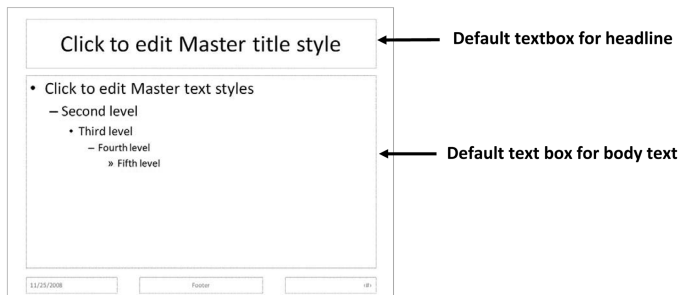 Click to edit Master title style
Default textbox for headline
• Click to edit Master text styles
– Second level
• Third level
– Fourth level
» Fifth level
Default text box for body text
11/25/2008
Footer
‹#›